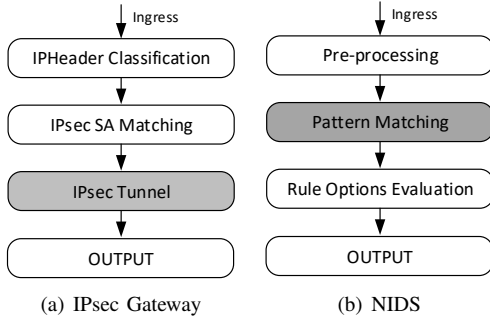 Ingress
IPHeader Classification
IPsec SA Matching
IPsec Tunnel
OUTPUT
(a) IPsec Gateway
Ingress
Pre-processing
Pattern Matching
Rule Options Evaluation
OUTPUT
(b) NIDS